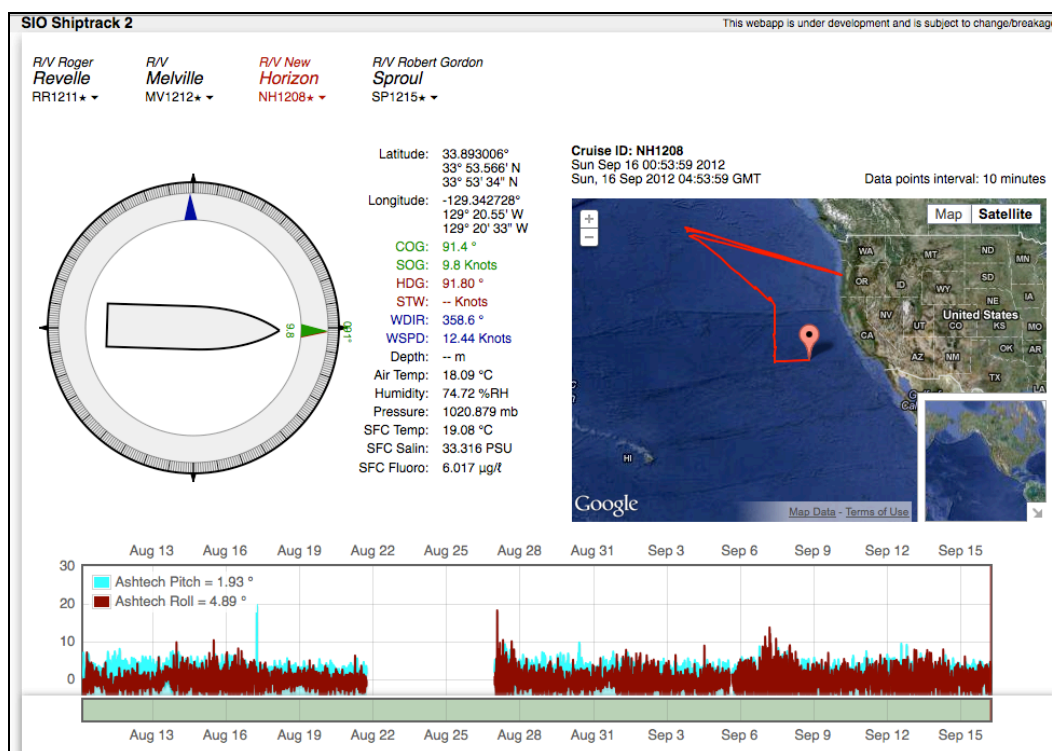 SIO Shiptrack 2
This webapp is under development and is subject to change/breakage
R/V Roger
Revelle
RR1211★ ▾
R/V
Melville
MV1212★ ▾
R/V New
Horizon
NH1208★ ▾
R/V Robert Gordon
Sproul
SP1215★ ▾
9.8
091°
Latitude: 33.893006°
33° 53.566' N
33° 53' 34" N
Longitude: -129.342728°
129° 20.55' W
129° 20' 33" W
COG: 91.4 °
SOG: 9.8 Knots
HDG: 91.80 °
STW: -- Knots
WDIR: 358.6 °
WSPD: 12.44 Knots
Depth: -- m
Air Temp: 18.09 °C
Humidity: 74.72 %RH
Pressure: 1020.879 mb
SFC Temp: 19.08 °C
SFC Salin: 33.316 PSU
SFC Fluoro: 6.017 µg/ℓ
Cruise ID: NH1208
Sun Sep 16 00:53:59 2012
Sun, 16 Sep 2012 04:53:59 GMT
Data points interval: 10 minutes
+
−
Map Satellite
WA
MT
ND
MN
OR
ID
SD
WY
NE
IA
NV
UT
CO
KS
MO
United States
CA
AZ
NM
OK
AR
TX
LA
HI
Google
Map Data - Terms of Use
Aug 13 Aug 16 Aug 19 Aug 22 Aug 25 Aug 28 Aug 31 Sep 3 Sep 6 Sep 9 Sep 12 Sep 15
30
20
10
0
Ashtech Pitch = 1.93 °
Ashtech Roll = 4.89 °
Aug 13 Aug 16 Aug 19 Aug 22 Aug 25 Aug 28 Aug 31 Sep 3 Sep 6 Sep 9 Sep 12 Sep 15